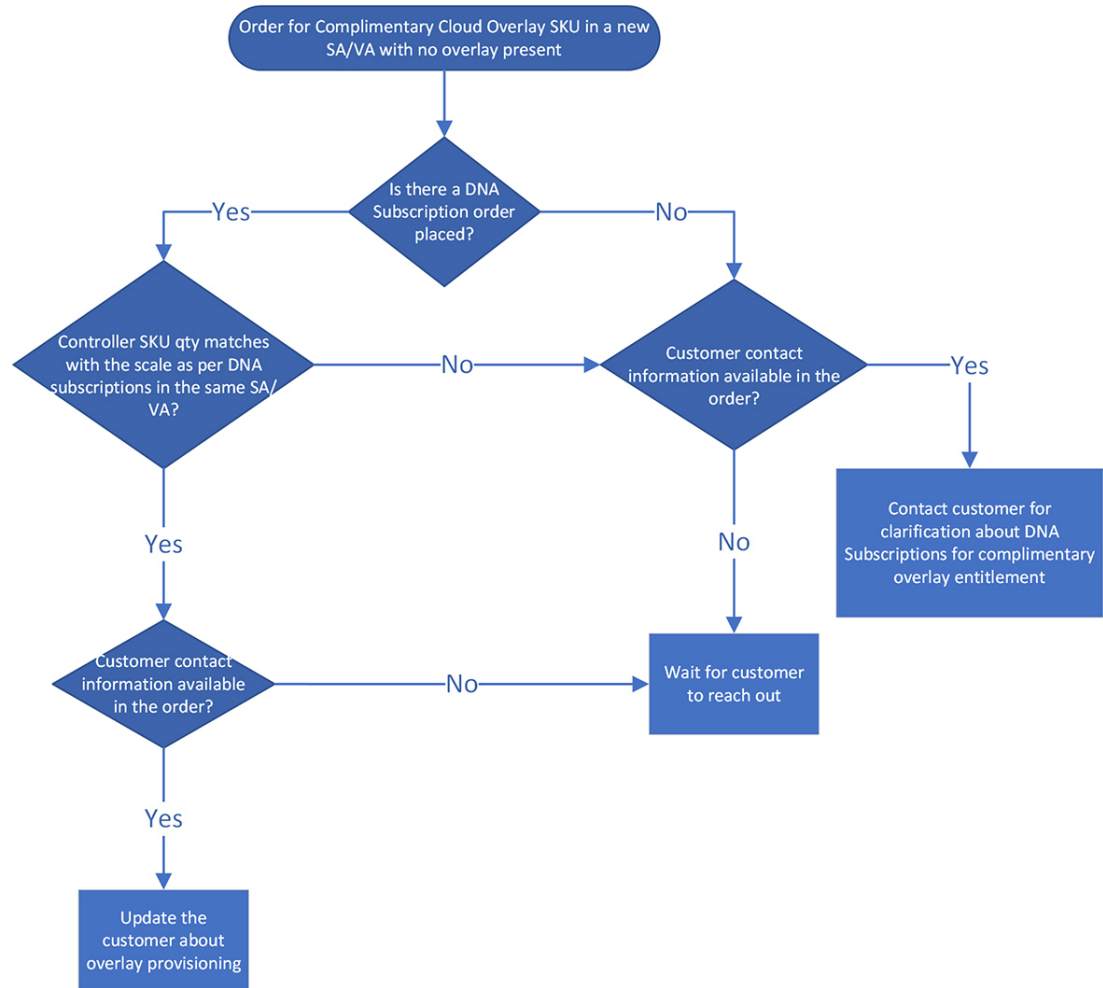 Order for Complimentary Cloud Overlay SKU in a new
SA/VA with no overlay present
Is there a DNA
Subscription order
placed?
Yes
No
Controller SKU qty matches
with the scale as per DNA
subscriptions in the same SA/
VA?
No
Customer contact
information available in the
order?
Yes
Yes
No
Contact customer for
clarification about DNA
Subscriptions for complimentary
overlay entitlement
Customer contact
information available
in the order?
No
Wait for customer
to reach out
Yes
Update the
customer about
overlay provisioning